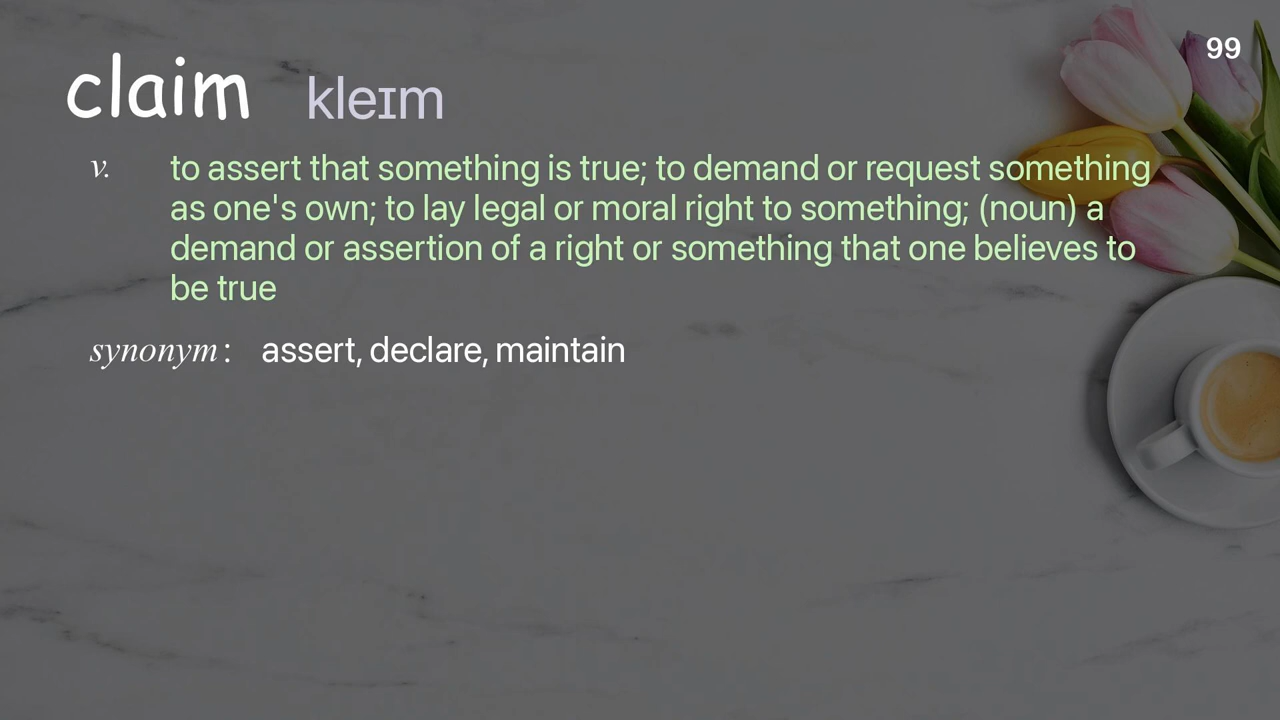 99
claim kleɪm
v. to assert that something is true; to demand or request something
as one's own; to lay legal or moral right to something; (noun) a
demand or assertion of a right or something that one believes to
be true
synonym: assert, declare, maintain